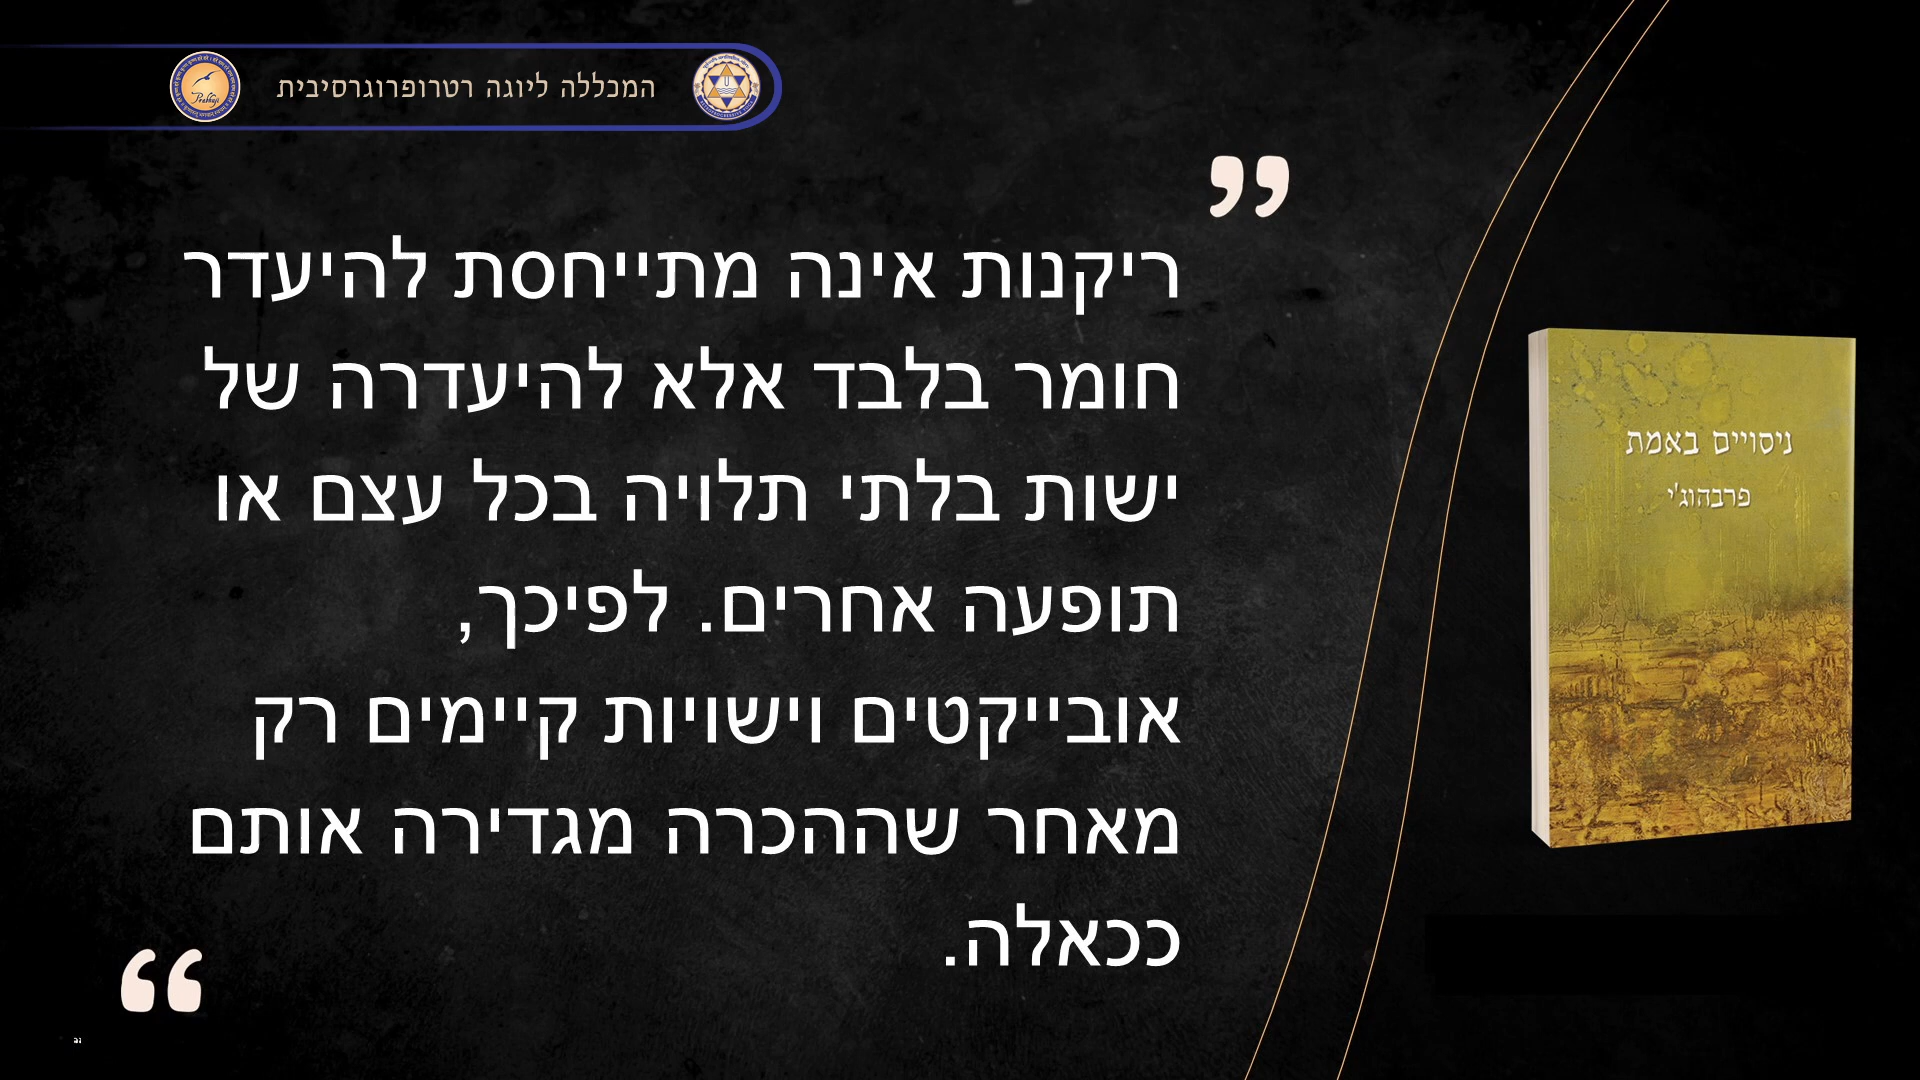 המכללה ליוגה רטרופרוגרסיבית
Prabhuji
”
ריקנות אינה מתייחסת להיעדר
חומר בלבד אלא להיעדרה של
ישות בלתי תלויה בכל עצם או
תופעה אחרים. לפיכך,
אובייקטים וישויות קיימים רק
מאחר שההכרה מגדירה אותם
ככאלה.
“
ניסויים באמת
פרבהוג'י